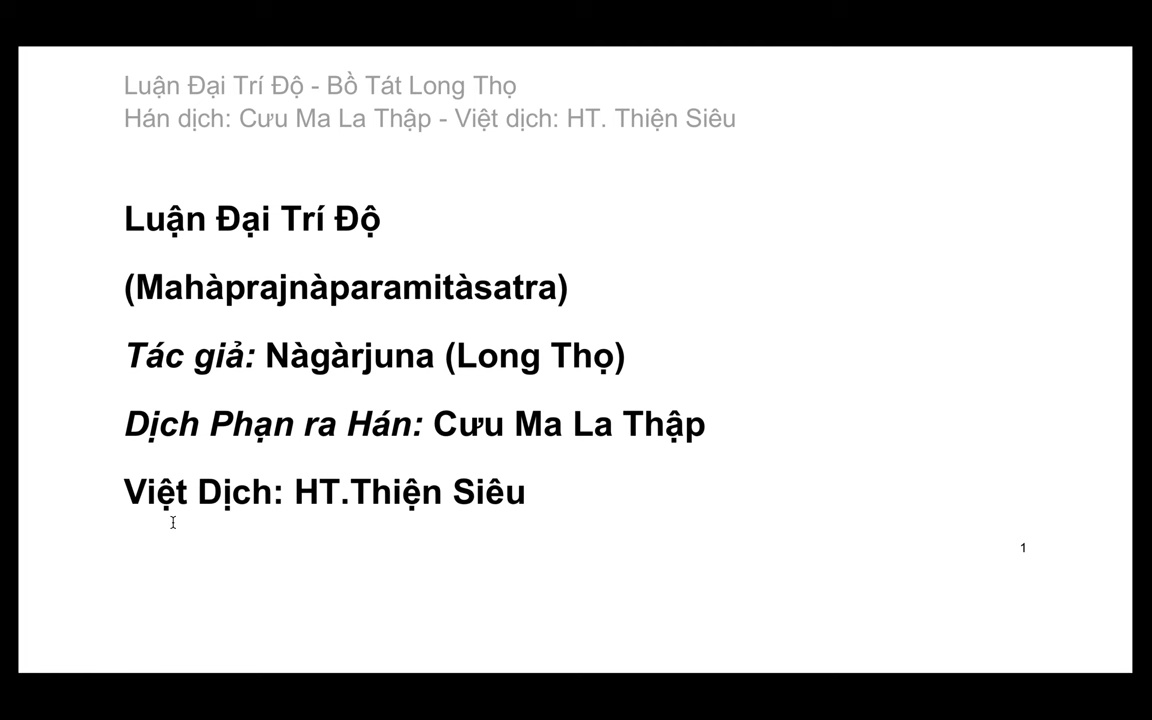 Luận Đại Trí Độ - Bồ Tát Long Thọ
Hán dịch: Cưu Ma La Thập - Việt dịch: HT. Thiện Siêu
Luận Đại Trí Độ
(Mahàprajnàparamitàsatra)
Tác giả: Nàgàrjuna (Long Thọ)
Dịch Phạn ra Hán: Cưu Ma La Thập
Việt Dịch: HT.Thiện Siêu
1